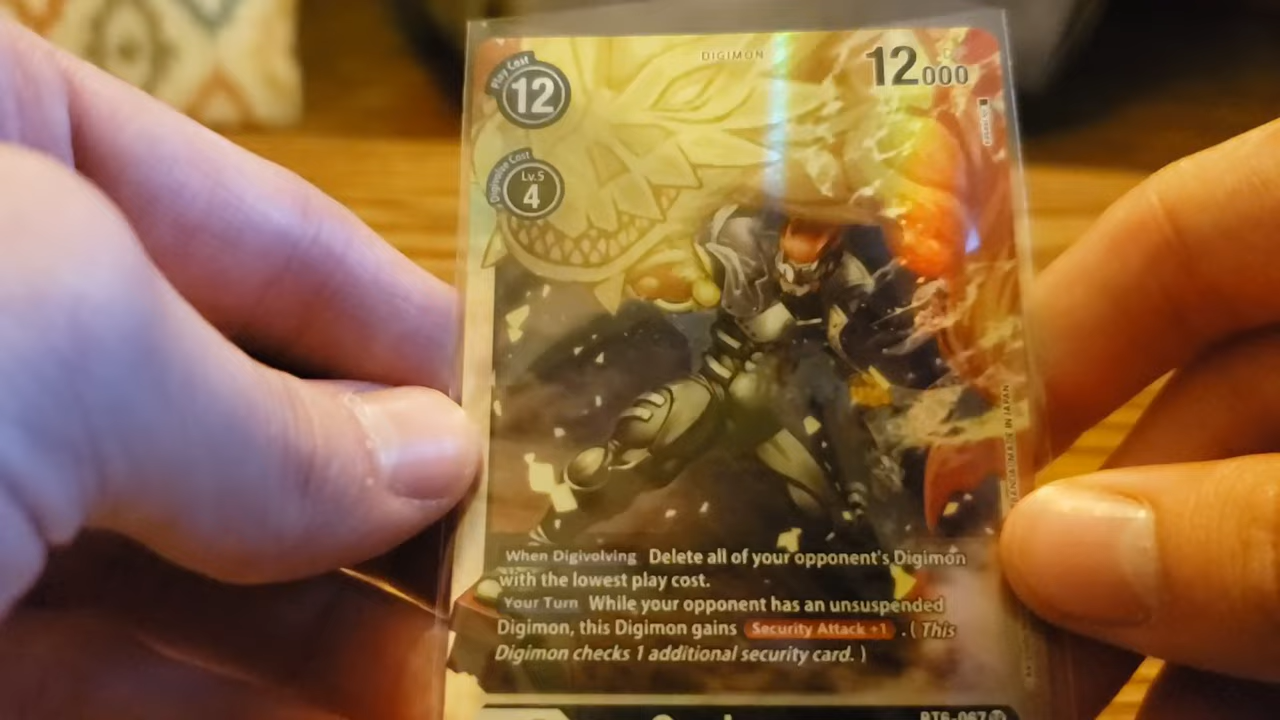 DIGIMON
Play Cost
12
12000
Digivolve Cost
Lv.5
4
When Digivolving Delete all of your opponent's Digimon
with the lowest play cost.
Your Turn While your opponent has an unsuspended
Digimon, this Digimon gains Security Attack +1 . ( This
Digimon checks 1 additional security card. )
BANDAI MADE IN JAPAN
BT6-067